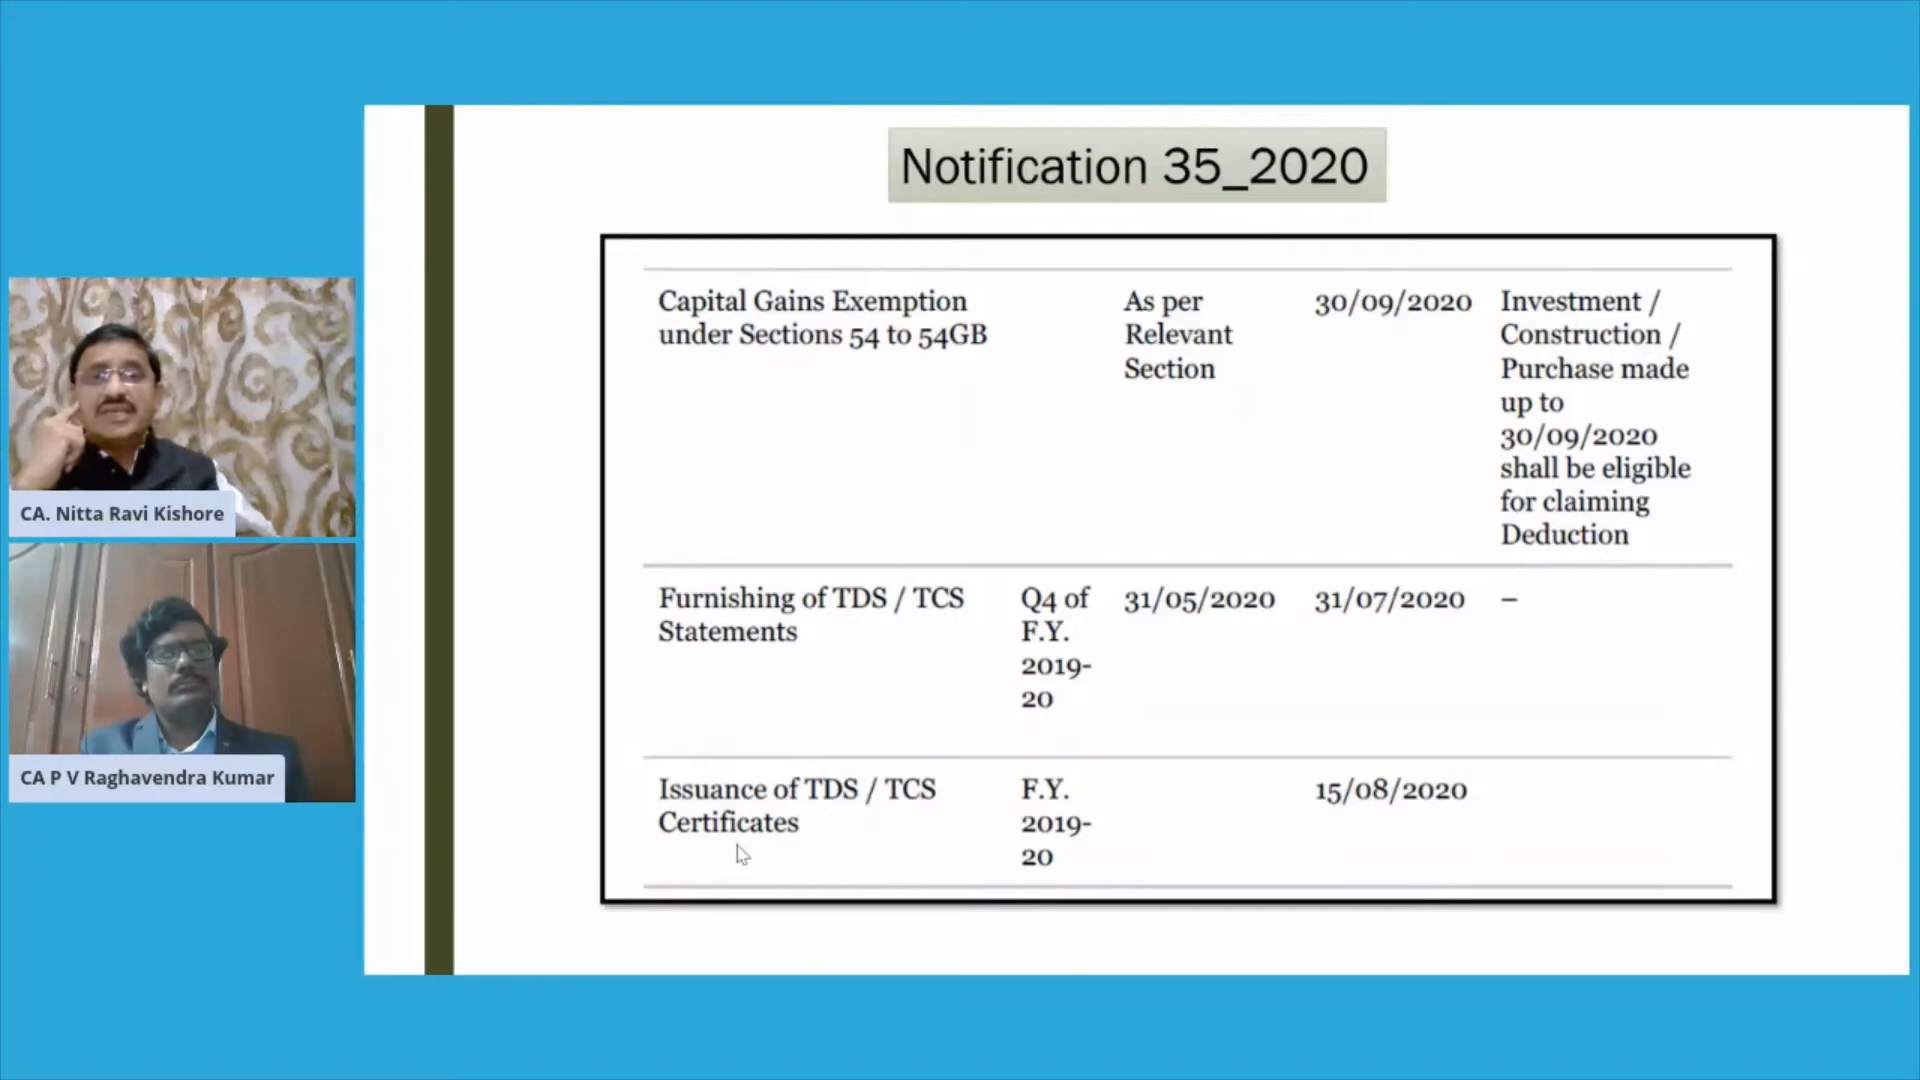 Notification 35_2020
Capital Gains Exemption
under Sections 54 to 54GB
As per
Relevant
Section
30/09/2020
Investment /
Construction /
Purchase made
up to
30/09/2020
shall be eligible
for claiming
Deduction
Furnishing of TDS / TCS
Statements
Q4 of
F.Y.
2019-
20
31/05/2020
31/07/2020
–
Issuance of TDS / TCS
Certificates
F.Y.
2019-
20
15/08/2020
CA. Nitta Ravi Kishore
CA P V Raghavendra Kumar